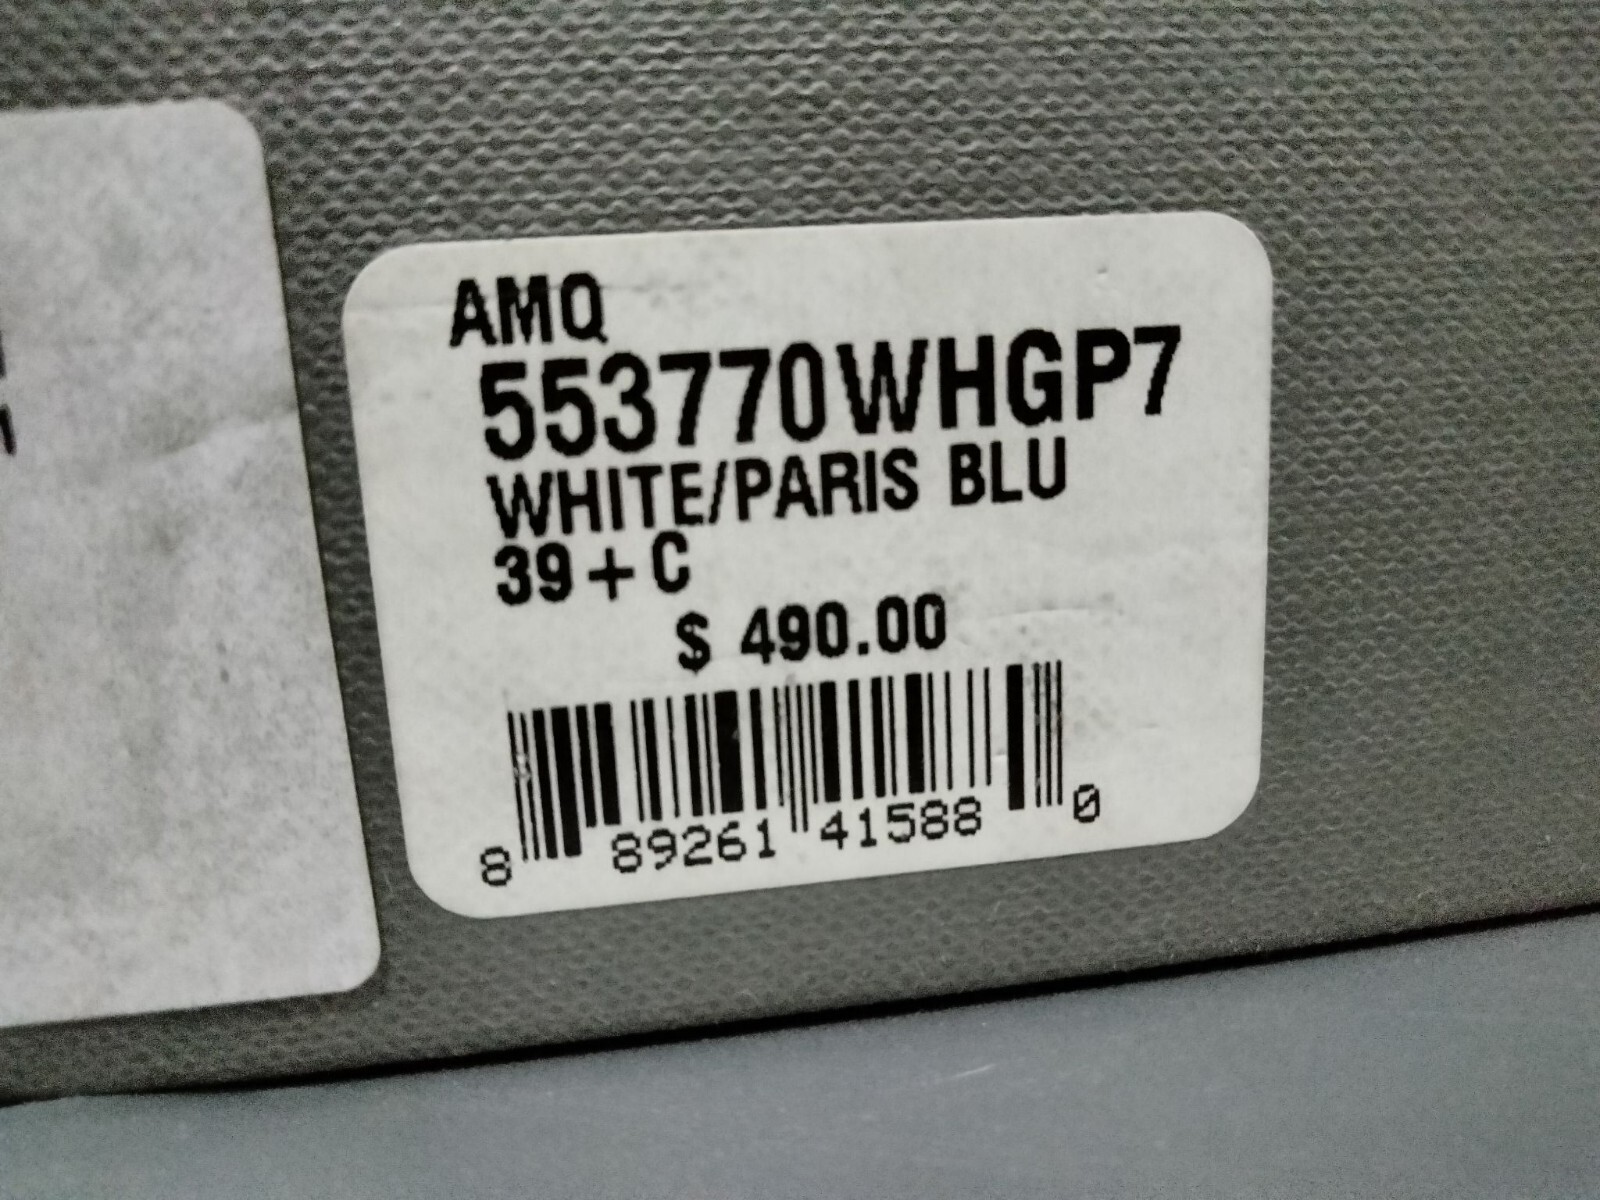 AMQ
553770WHGP7
WHITE/PARIS BLU
39+C
$ 490.00
8 89261 41588 0